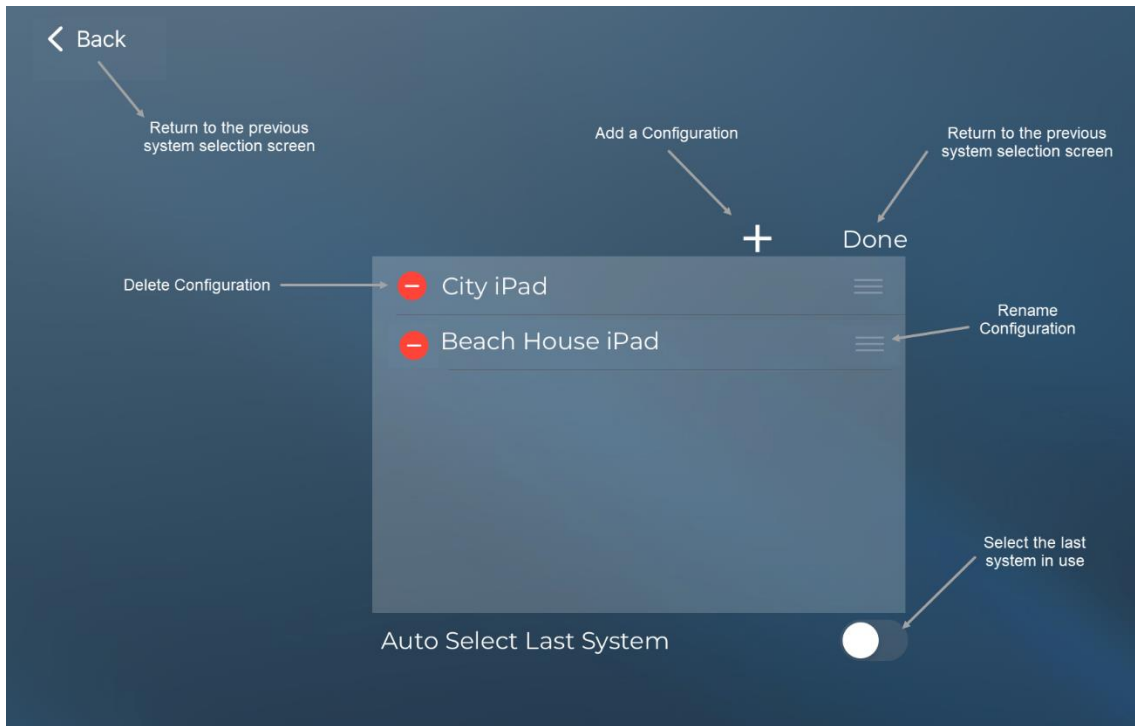 Back
Return to the previous
system selection screen
Add a Configuration
Return to the previous
system selection screen
Done
Delete Configuration
City iPad
Rename
Configuration
Beach House iPad
Select the last
system in use
Auto Select Last System